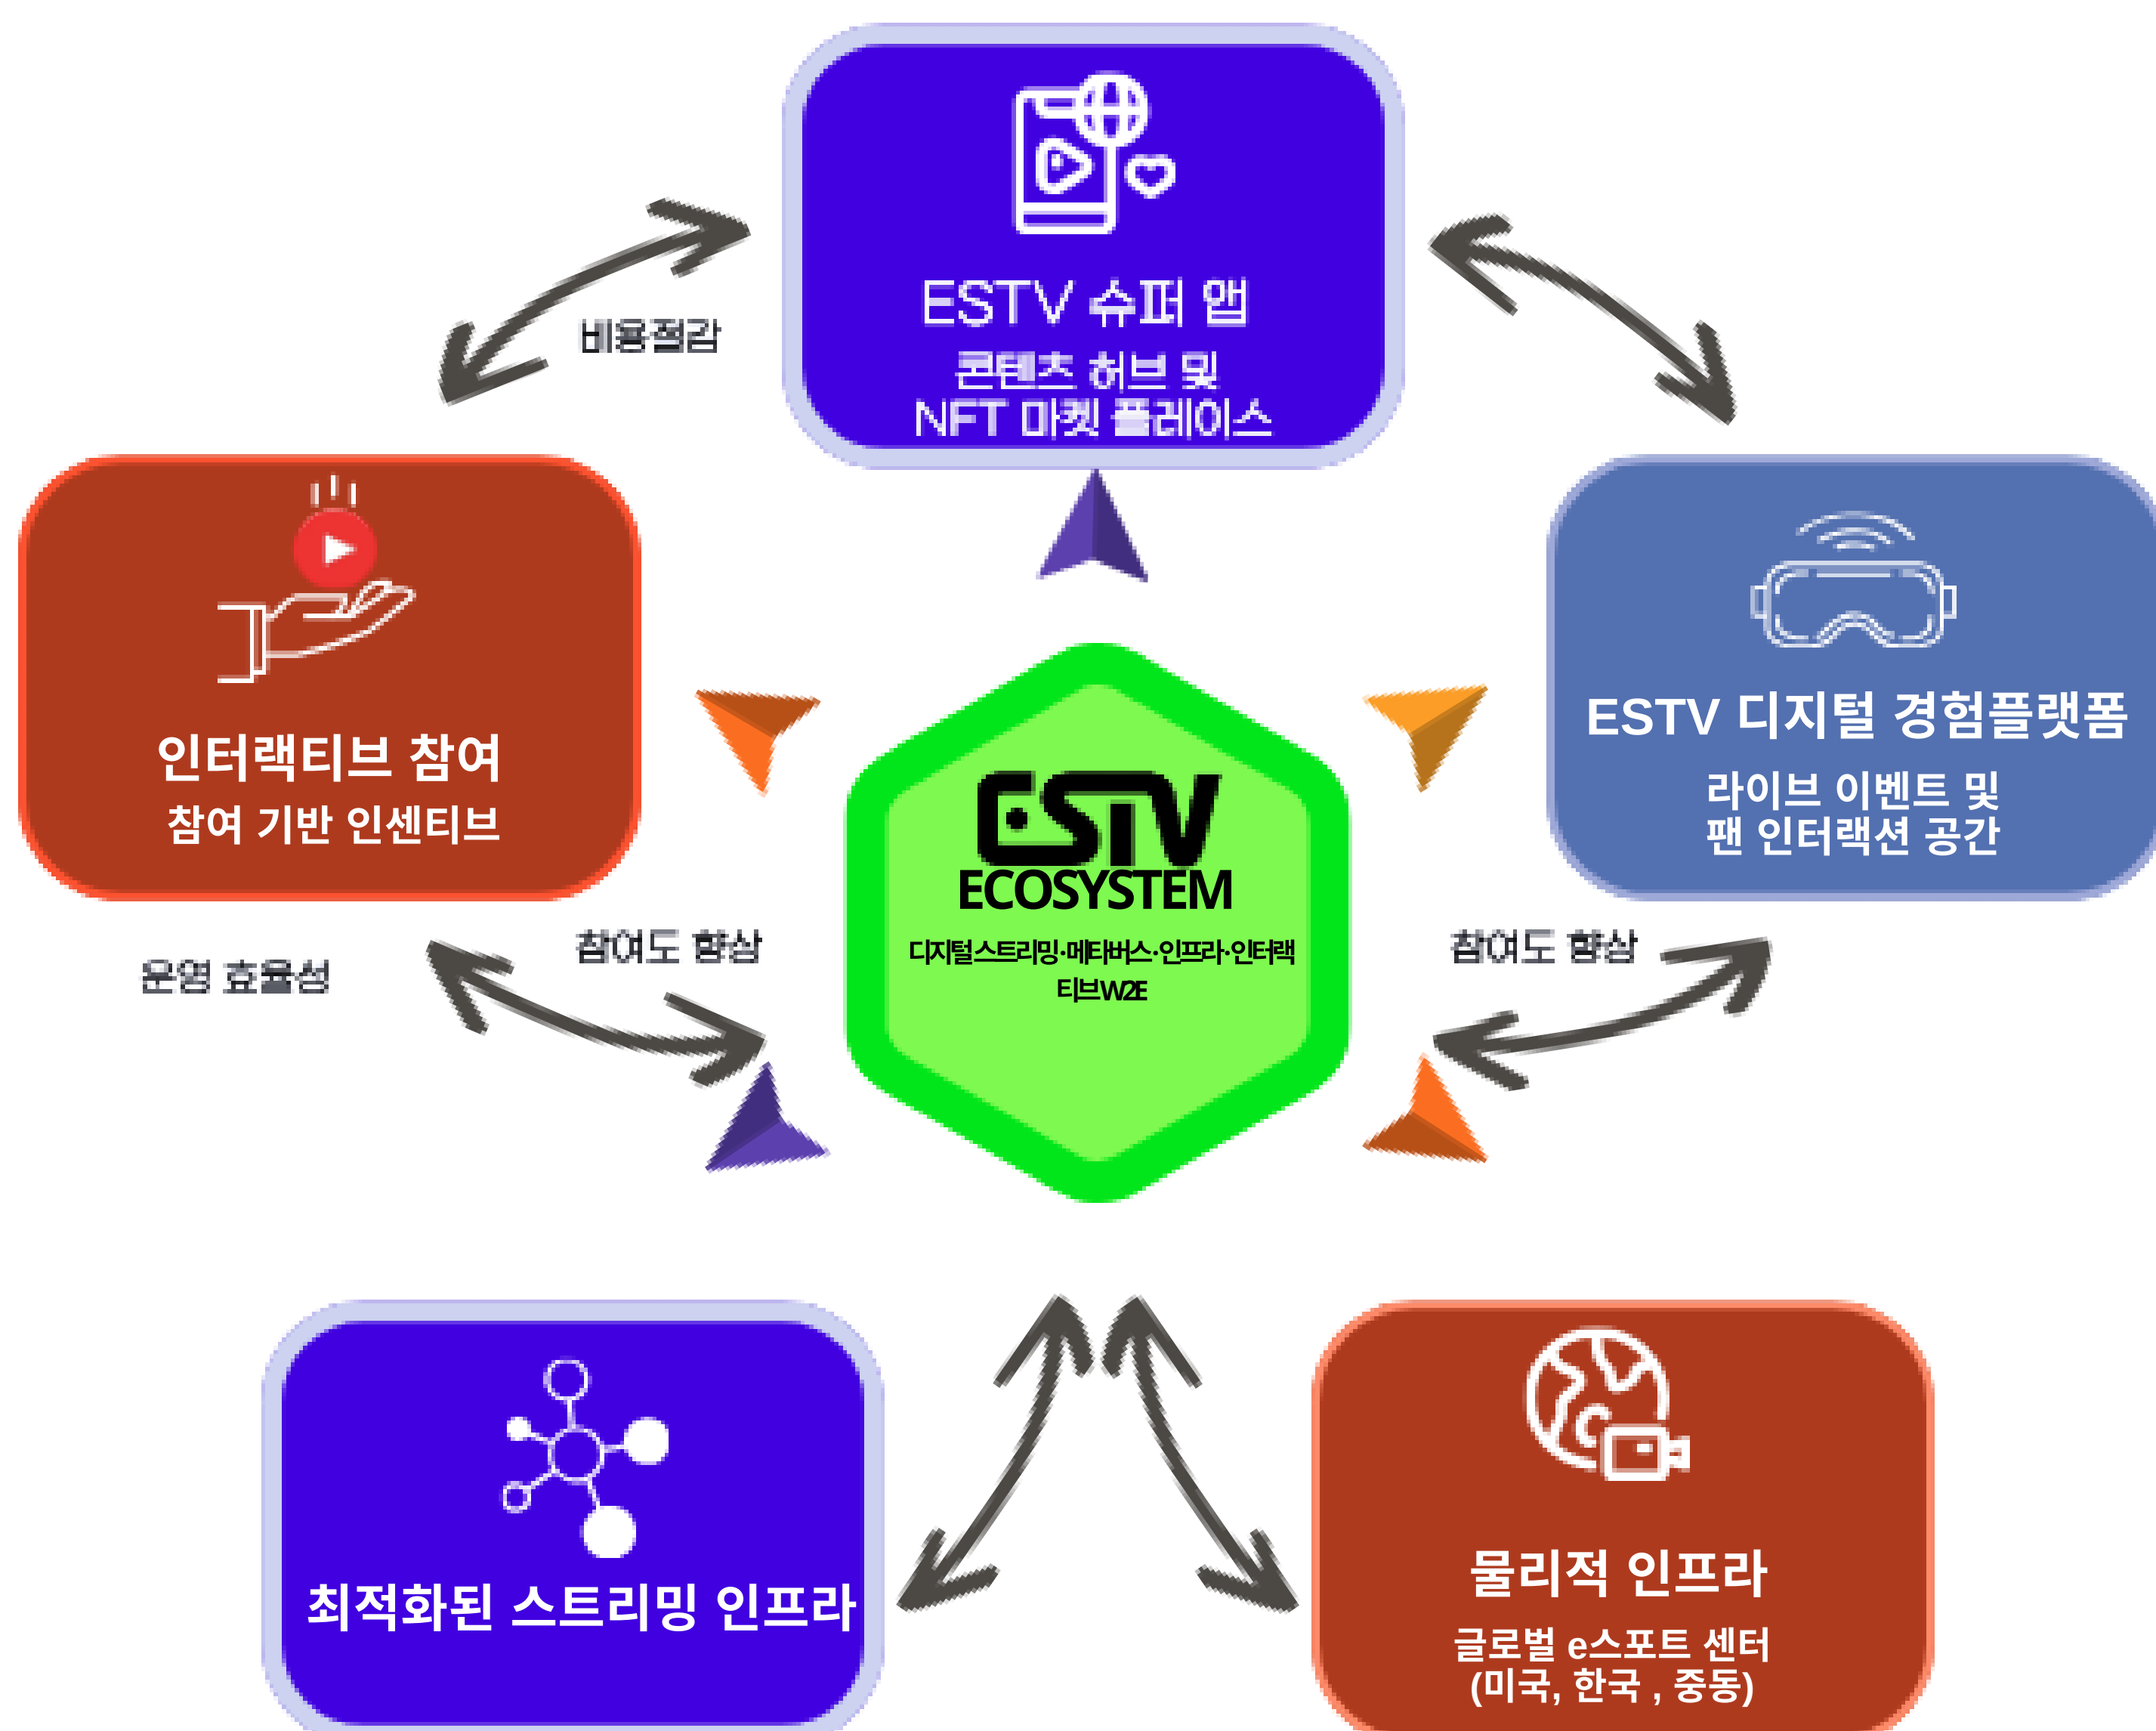 ESTV 슈퍼 앱
콘텐츠 허브 및
NFT 마켓 플레이스
비용절감
인터랙티브 참여
참여 기반 인센티브
ESTV 디지털 경험플랫폼
라이브 이벤트 및
팬 인터랙션 공간
ESTV
ECOSYSTEM
디지털스트리밍·메타버스·인프라·인터랙
티브W2E
운영 효율성
참여도 향상
참여도 향상
최적화된 스트리밍 인프라
물리적 인프라
글로벌 e스포트 센터
(미국, 한국 , 중동)